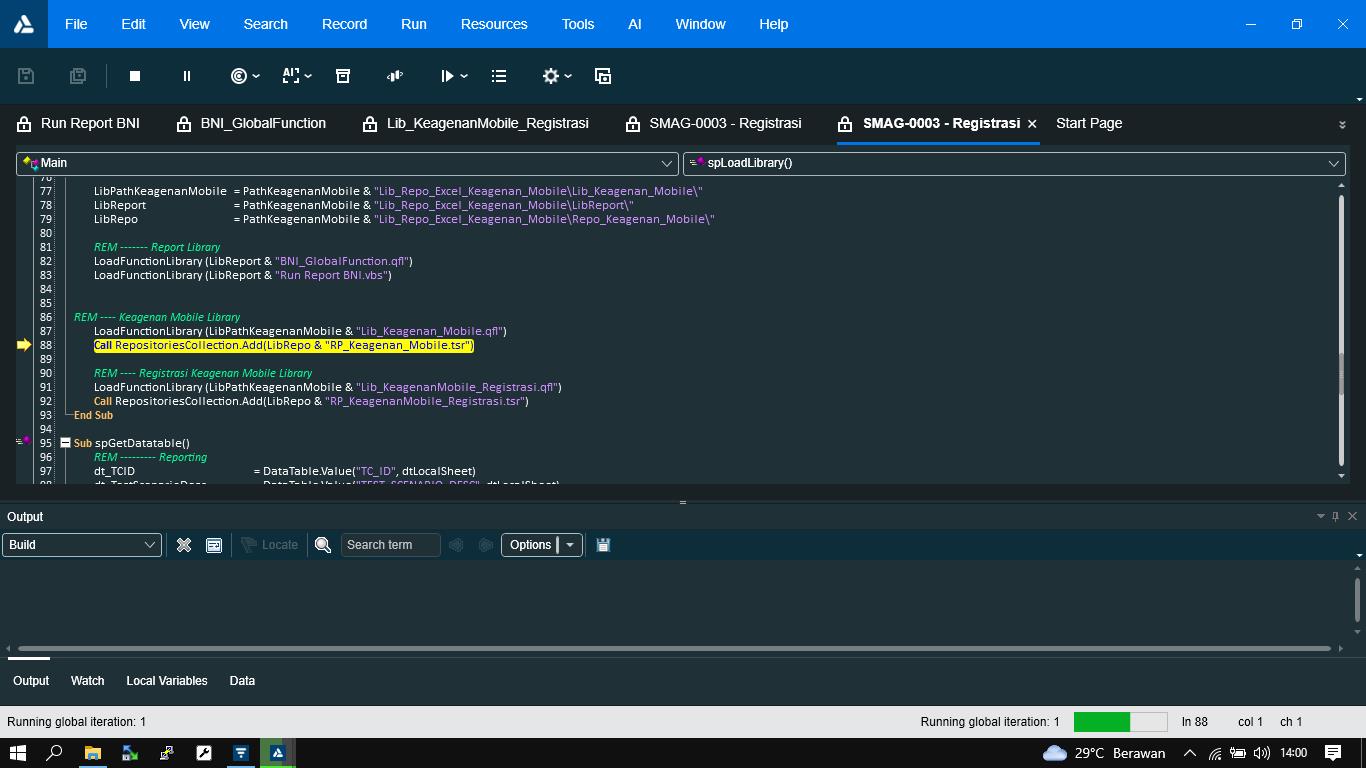 File Edit View Search Record Run Resources Tools AI Window Help
Run Report BNI BNI_GlobalFunction Lib_KeagenanMobile_Registrasi SMAG-0003 - Registrasi SMAG-0003 - Registrasi Start Page
Main spLoadLibrary()
76
77 LibPathKeagenanMobile = PathKeagenanMobile & "Lib_Repo_Excel_Keagenan_Mobile\Lib_Keagenan_Mobile\"
78 LibReport = PathKeagenanMobile & "Lib_Repo_Excel_Keagenan_Mobile\LibReport\"
79 LibRepo = PathKeagenanMobile & "Lib_Repo_Excel_Keagenan_Mobile\Repo_Keagenan_Mobile\"
80
81 REM ------- Report Library
82 LoadFunctionLibrary (LibReport & "BNI_GlobalFunction.qfl")
83 LoadFunctionLibrary (LibReport & "Run Report BNI.vbs")
84
85
86 REM ---- Keagenan Mobile Library
87 LoadFunctionLibrary (LibPathKeagenanMobile & "Lib_Keagenan_Mobile.qfl")
88 Call RepositoriesCollection.Add(LibRepo & "RP_Keagenan_Mobile.tsr")
89
90 REM ---- Registrasi Keagenan Mobile Library
91 LoadFunctionLibrary (LibPathKeagenanMobile & "Lib_KeagenanMobile_Registrasi.qfl")
92 Call RepositoriesCollection.Add(LibRepo & "RP_KeagenanMobile_Registrasi.tsr")
93 End Sub
94
95 Sub spGetDatatable()
96 REM --------- Reporting
97 dt_TCID = DataTable.Value("TC_ID", dtLocalSheet)
98 dt_TestScenarioDesc = DataTable.Value("TEST_SCENARIO_DESC", dtLocalSheet)
Output
Build Locate Search term Options
Output Watch Local Variables Data
Running global iteration: 1 Running global iteration: 1 ln 88 col 1 ch 1
29°C Berawan 14:00